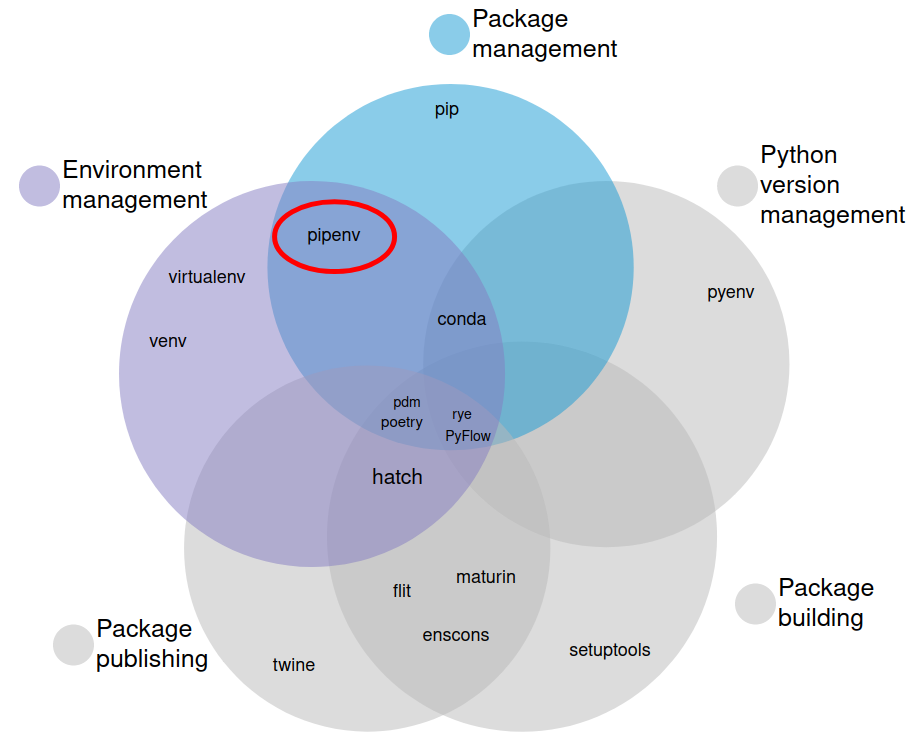 Package
management
pip
Python
version
management
Environment
management
pipenv
virtualenv
pyenv
conda
venv
pdm
poetry
rye
PyFlow
hatch
maturin
flit
Package
building
enscons
Package
publishing
setuptools
twine